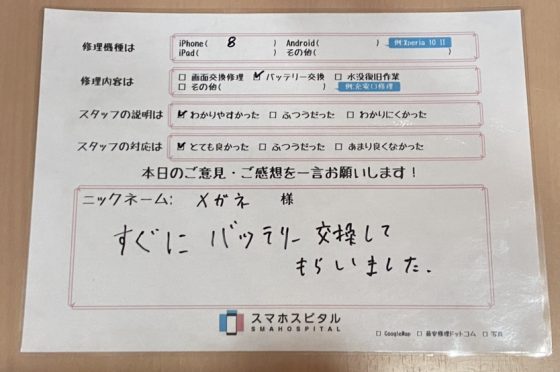 修理機種は iPhone( 8 ) Android( ) 例:Xperia 10 II
iPad( ) その他( )
修理内容は □ 画面交換修理 ☑ バッテリー交換 □ 水没復旧作業
□ その他( ) 例:充電口修理
スタッフの説明は ☑ わかりやすかった □ ふつうだった □ わかりにくかった
スタッフの対応は ☑ とても良かった □ ふつうだった □ あまり良くなかった
本日のご意見・ご感想を一言お願いします!
ニックネーム: メガネ 様
すぐに バッテリー 交換して
もらいました.
スマホスピタル
SMAHOSPITAL
□ GoogleMap □ 最安修理ドットコム □ 写真